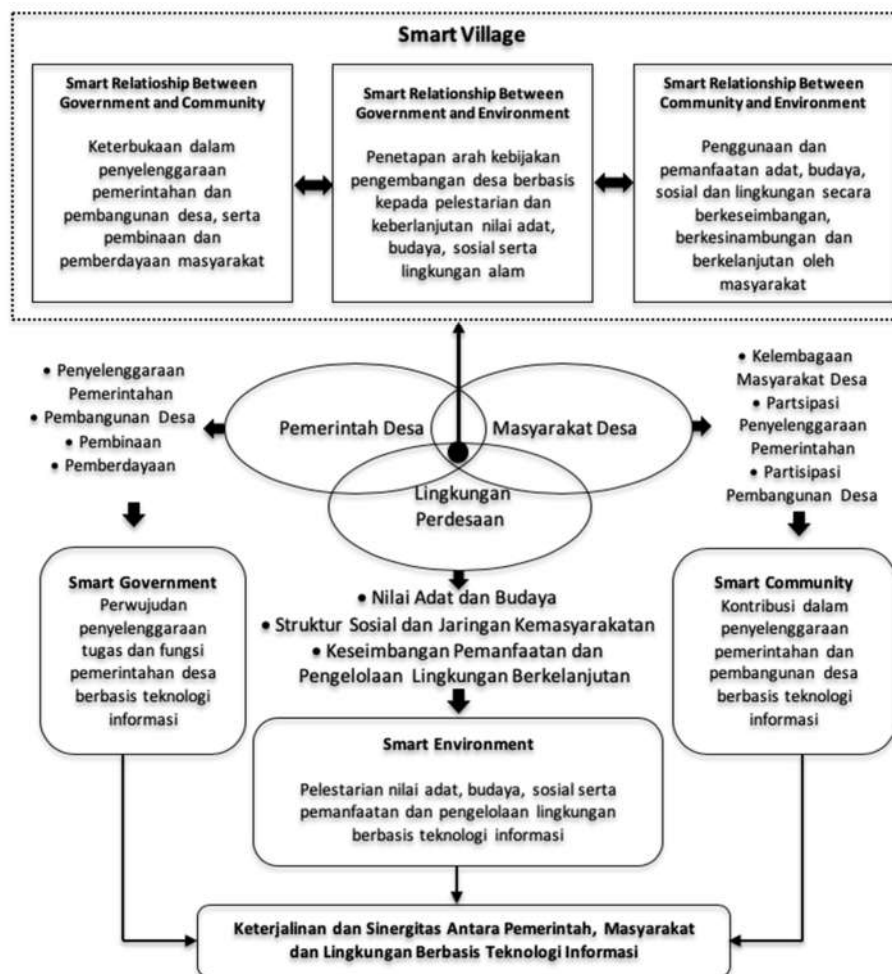 Smart Village
Smart Relatioship Between
Government and Community
Keterbukaan dalam
penyelenggaraan
pemerintahan dan
pembangunan desa, serta
pembinaan dan
pemberdayaan masyarakat
Smart Relationship Between
Government and Environment
Penetapan arah kebijakan
pengembangan desa berbasis
kepada pelestarian dan
keberlanjutan nilai adat,
budaya, sosial serta
lingkungan alam
Smart Relationship Between
Community and Environment
Penggunaan dan
pemanfaatan adat, budaya,
sosial dan lingkungan secara
berkeseimbangan,
berkesinambungan dan
berkelanjutan oleh
masyarakat
• Penyelenggaraan
Pemerintahan
• Pembangunan Desa
• Pembinaan
• Pemberdayaan
Pemerintah Desa
Masyarakat Desa
Lingkungan
Perdesaan
• Kelembagaan
Masyarakat Desa
• Partsipasi
Penyelenggaraan
Pemerintahan
• Partisipasi
Pembangunan Desa
Smart Government
Perwujudan
penyelenggaraan
tugas dan fungsi
pemerintahan desa
berbasis teknologi
informasi
• Nilai Adat dan Budaya
• Struktur Sosial dan Jaringan Kemasyarakatan
• Keseimbangan Pemanfaatan dan
Pengelolaan Lingkungan Berkelanjutan
Smart Community
Kontribusi dalam
penyelenggaraan
pemerintahan dan
pembangunan desa
berbasis teknologi
informasi
Smart Environment
Pelestarian nilai adat, budaya, sosial serta
pemanfaatan dan pengelolaan lingkungan
berbasis teknologi informasi
Keterjalinan dan Sinergitas Antara Pemerintah, Masyarakat
dan Lingkungan Berbasis Teknologi Informasi